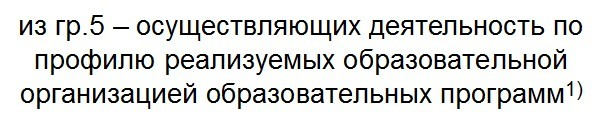 из гр.5 – осуществляющих деятельность по
профилю реализуемых образовательной
организацией образовательных программ¹⁾